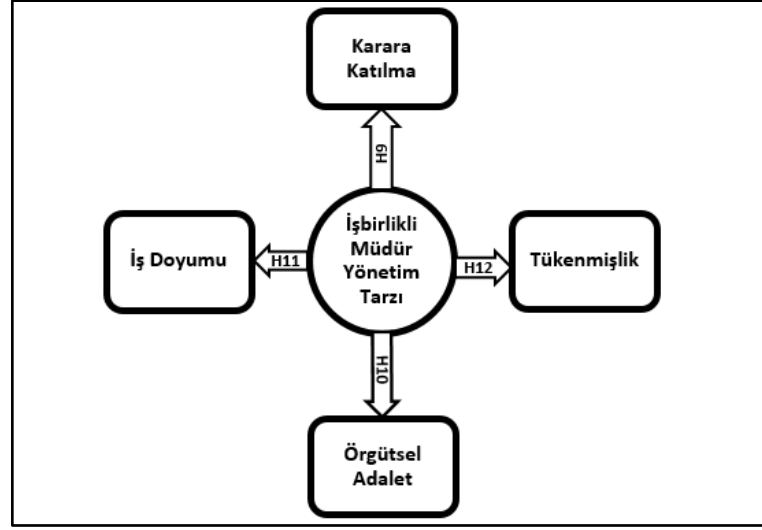 Karara
Katılma
H9
İşbirlikli
Müdür
Yönetim
Tarzı
İş Doyumu
H11
H12
Tükenmişlik
H10
Örgütsel
Adalet